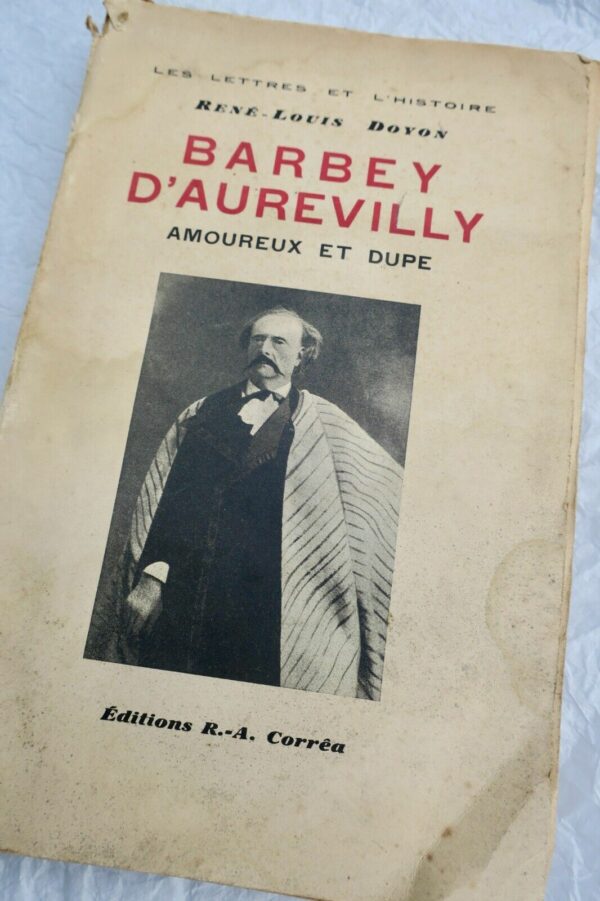 LES LETTRES ET L'HISTOIRE
RENÉ-LOUIS DOYON
BARBEY
D'AUREVILLY
AMOUREUX ET DUPE
Éditions R.-A. Corrêa